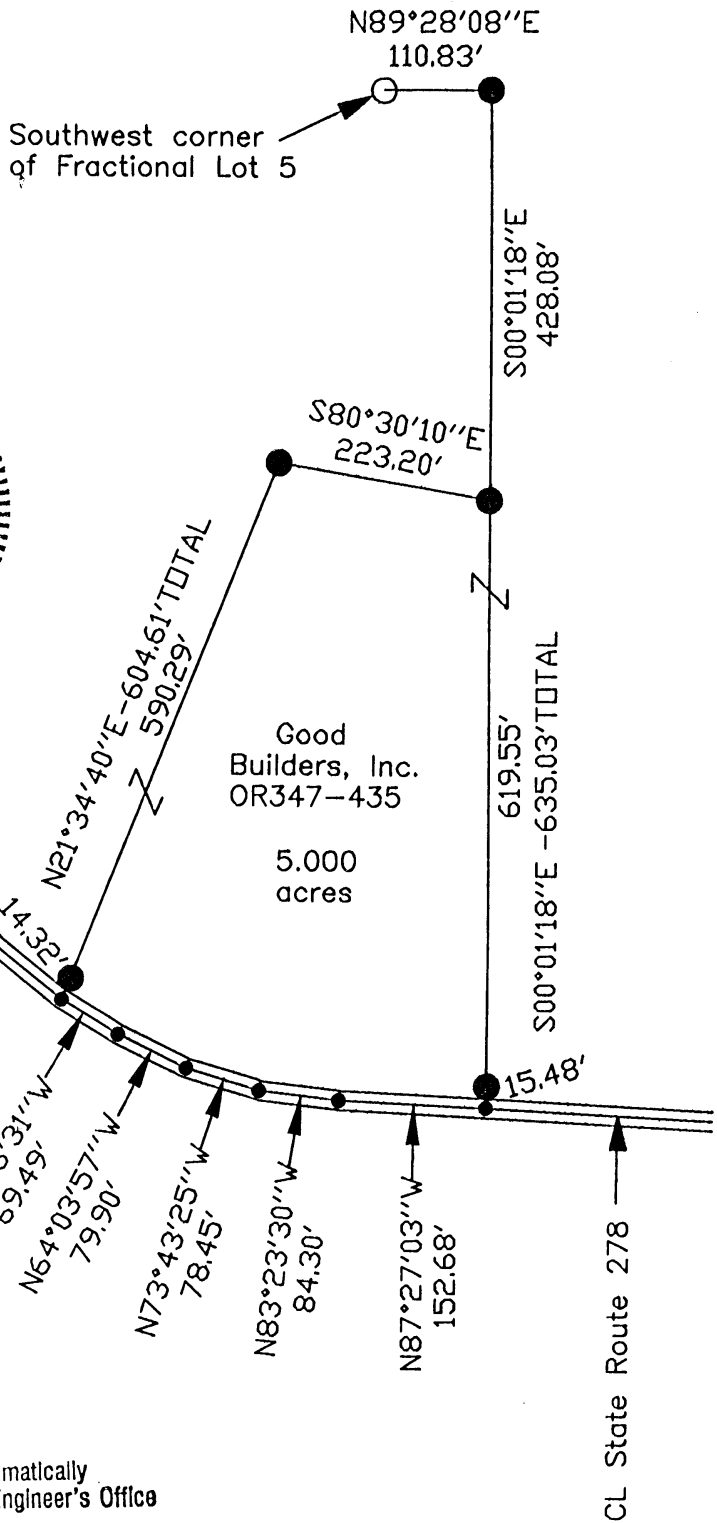 N89°28'08''E
110.83'
Southwest corner
of Fractional Lot 5
S00°01'18''E
428.08'
S80°30'10''E
223.20'
N21°34'40''E-604.61'TOTAL
590.29'
Good
Builders, Inc.
OR347-435
5.000
acres
619.55'
S00°01'18''E -635.03'TOTAL
14.32'
15.48'
31''W
69.49'
N64°03'57''W
79.90'
N73°43'25''W
78.45'
N83°23'30''W
84.30'
N87°27'03''W
152.68'
CL State Route 278
matically
ngineer's Office